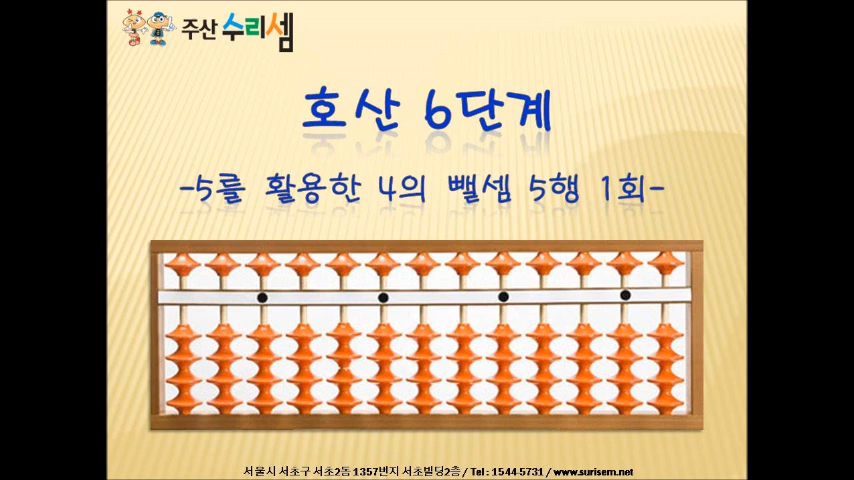 주산 수리셈
호산 6단계
-5를 활용한 4의 뺄셈 5행 1회-
서울시 서초구 서초2동 1357번지 서초빌딩2층 / Tel : 1544-5731 / www.surisem.net